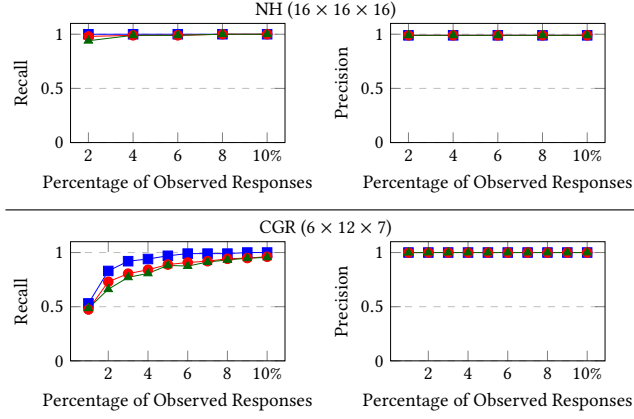 NH (16 × 16 × 16)
1
0.5
0
Recall
2 4 6 8 10%
Percentage of Observed Responses
1
0.5
0
Precision
2 4 6 8 10%
Percentage of Observed Responses
CGR (6 × 12 × 7)
1
0.5
0
Recall
2 4 6 8 10%
Percentage of Observed Responses
1
0.5
0
Precision
2 4 6 8 10%
Percentage of Observed Responses